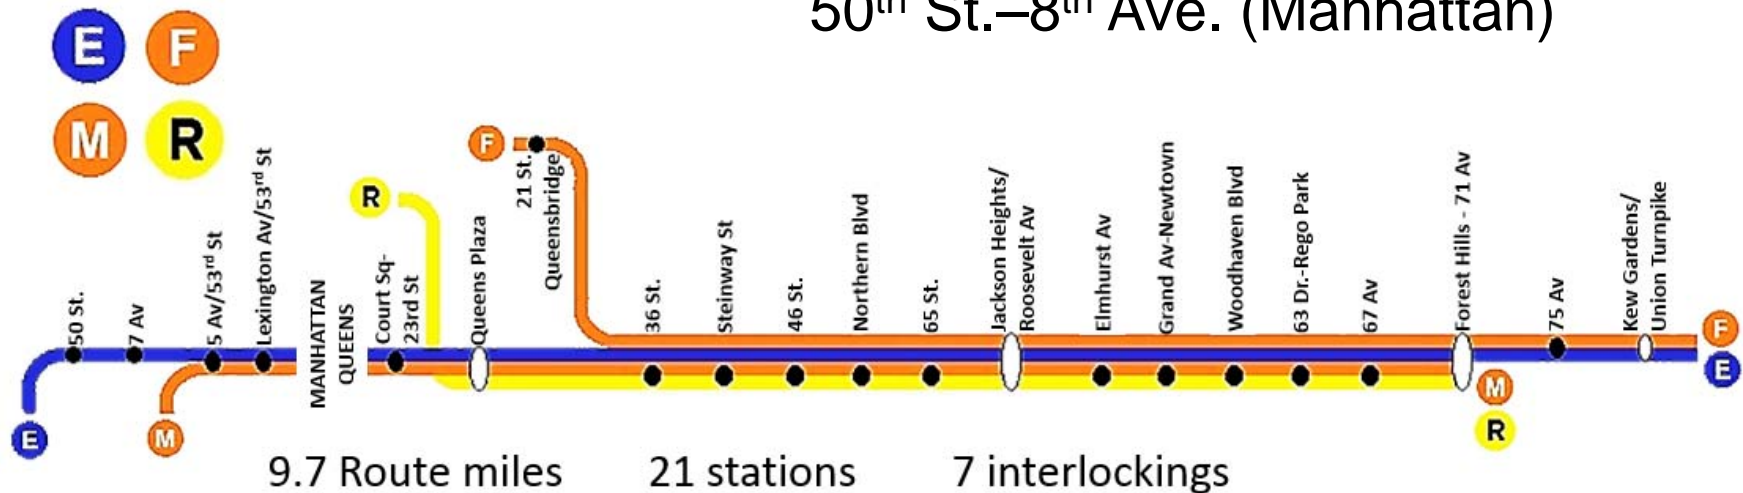 50th St.–8th Ave. (Manhattan)
E F
M R
F
R
50 St.
7 Av
5 Av/53rd St
Lexington Av/53rd St
MANHATTAN
QUEENS
Court Sq-
23rd St
Queens Plaza
21 St.
Queensbridge
36 St.
Steinway St
46 St.
Northern Blvd
65 St.
Jackson Heights/
Roosevelt Av
Elmhurst Av
Grand Av-Newtown
Woodhaven Blvd
63 Dr.-Rego Park
67 Av
Forest Hills - 71 Av
75 Av
Kew Gardens/
Union Turnpike
F
E
M
R
E
M
9.7 Route miles 21 stations 7 interlockings